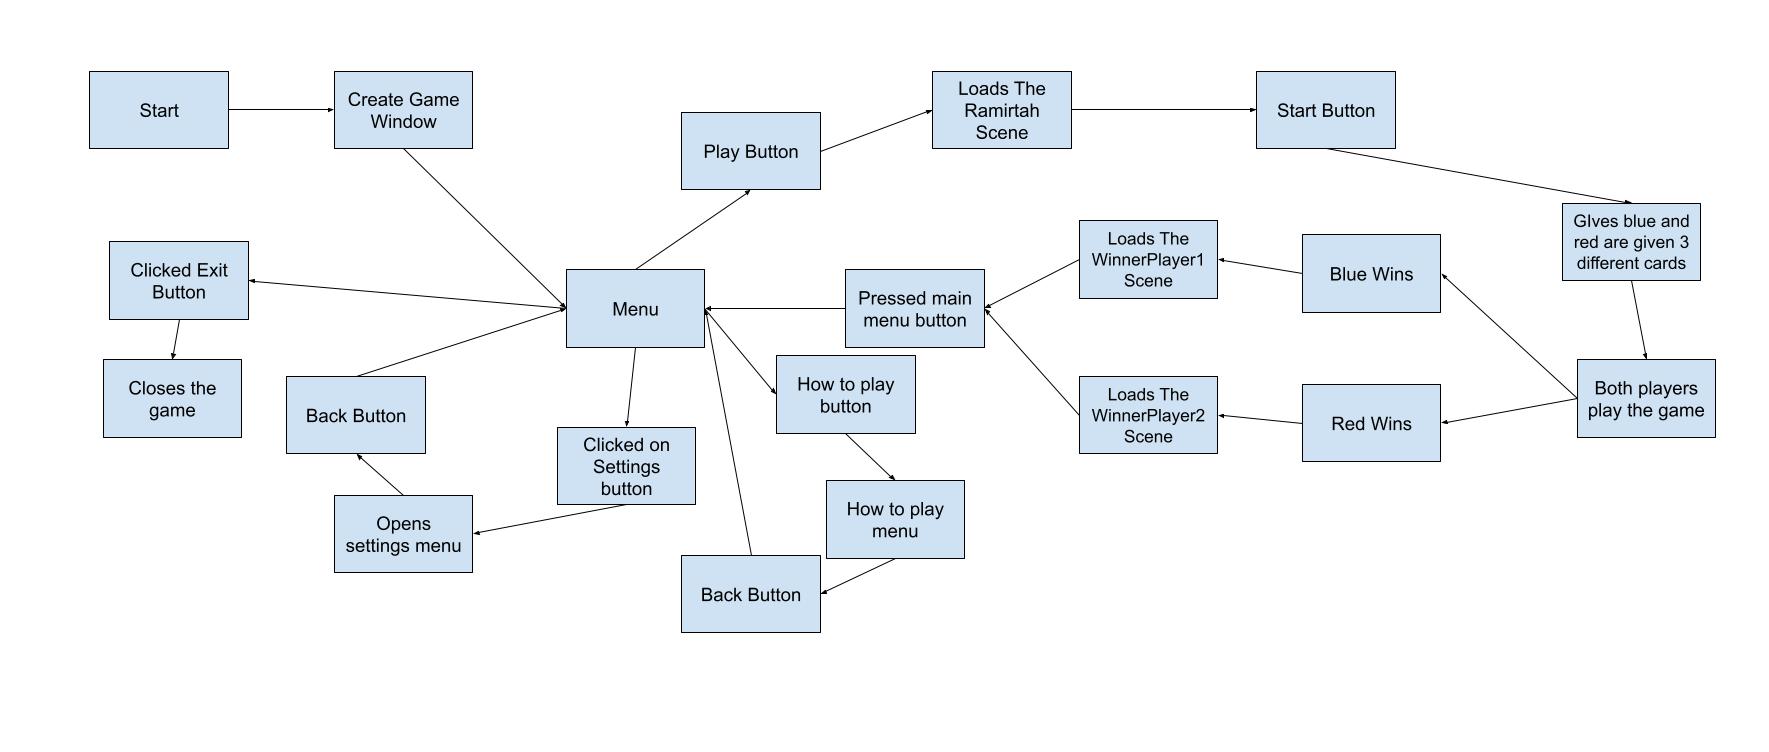 Start
Create Game
Window
Play Button
Loads The
Ramirtah
Scene
Start Button
GIves blue and
red are given 3
different cards
Clicked Exit
Button
Menu
Pressed main
menu button
Loads The
WinnerPlayer1
Scene
Blue Wins
Closes the
game
Back Button
How to play
button
Loads The
WinnerPlayer2
Scene
Red Wins
Both players
play the game
Clicked on
Settings
button
Opens
settings menu
How to play
menu
Back Button